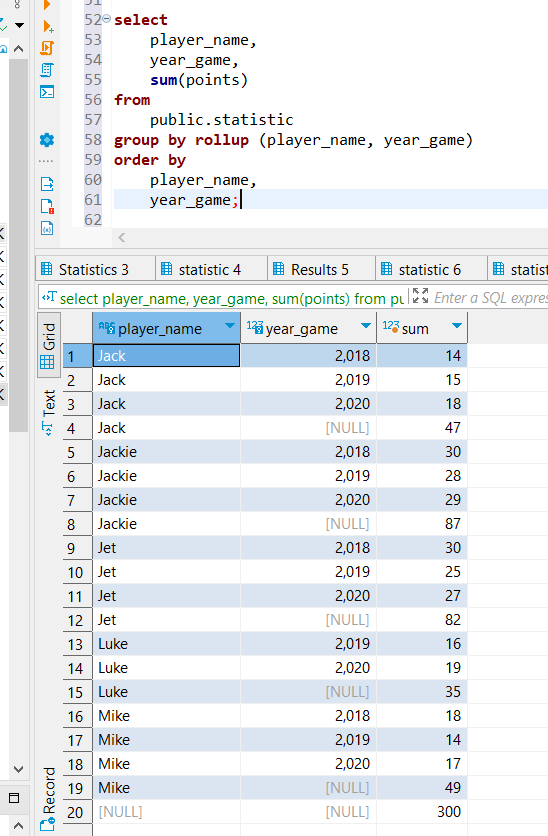 51
52 select
53 player_name,
54 year_game,
55 sum(points)
56 from
57 public.statistic
58 group by rollup (player_name, year_game)
59 order by
60 player_name,
61 year_game;
62
Statistics 3 statistic 4 Results 5 statistic 6 statist
select player_name, year_game, sum(points) from pu Enter a SQL expres
Grid
Text
Record
player_name year_game sum
1 Jack 2,018 14
2 Jack 2,019 15
3 Jack 2,020 18
4 Jack [NULL] 47
5 Jackie 2,018 30
6 Jackie 2,019 28
7 Jackie 2,020 29
8 Jackie [NULL] 87
9 Jet 2,018 30
10 Jet 2,019 25
11 Jet 2,020 27
12 Jet [NULL] 82
13 Luke 2,019 16
14 Luke 2,020 19
15 Luke [NULL] 35
16 Mike 2,018 18
17 Mike 2,019 14
18 Mike 2,020 17
19 Mike [NULL] 49
20 [NULL] [NULL] 300